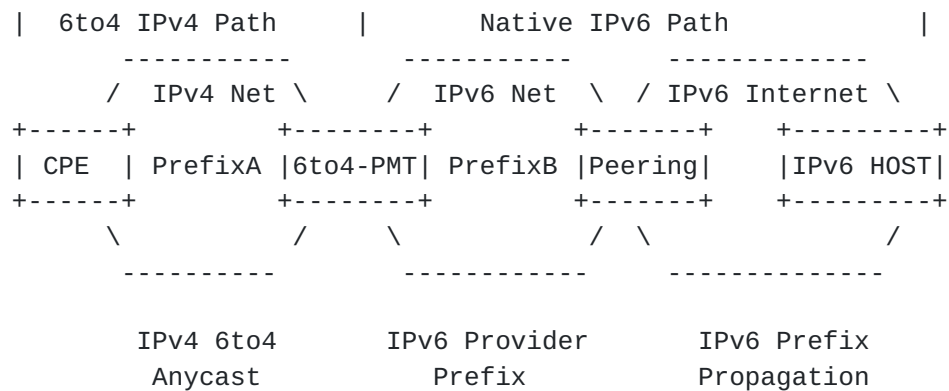 |  6to4 IPv4 Path      |        Native IPv6 Path             |
       -----------         -----------      -------------
      /  IPv4 Net \      /  IPv6 Net  \  / IPv6 Internet \
+------+          +--------+          +-------+    +---------+
| CPE  | PrefixA |6to4-PMT| PrefixB |Peering|    |IPv6 HOST|
+------+          +--------+          +-------+    +---------+
      \           /      \            /  \               /
       ----------         ------------     --------------
        IPv4 6to4       IPv6 Provider       IPv6 Prefix
         Anycast           Prefix           Propagation